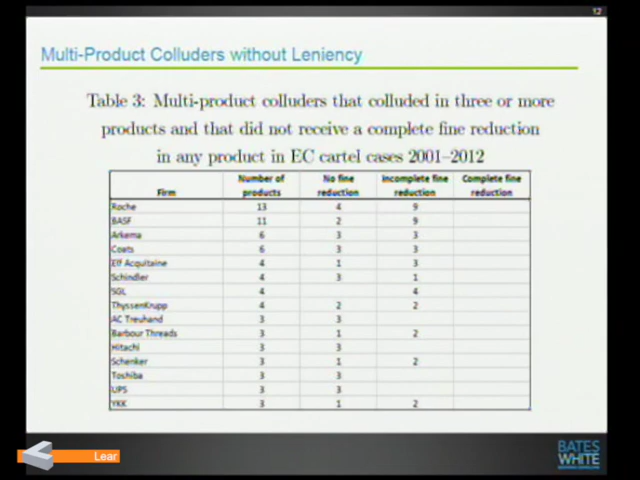 12
Multi-Product Colluders without Leniency
Table 3: Multi-product colluders that colluded in three or more
products and that did not receive a complete fine reduction
in any product in EC cartel cases 2001–2012
Firm Number of products No fine reduction Incomplete fine reduction Complete fine reduction
Roche 13 4 9
BASF 11 2 9
Arkema 6 3 3
Coats 6 3 3
Elf Acquitaine 4 1 3
Schindler 4 3 1
SGL 4 4
ThyssenKrupp 4 2 2
AC Treuhand 3 3
Barbour Threads 3 1 2
Hitachi 3 3
Schenker 3 1 2
Toshiba 3 3
UPS 3 3
YKK 3 1 2
Lear
BATES
WHITE